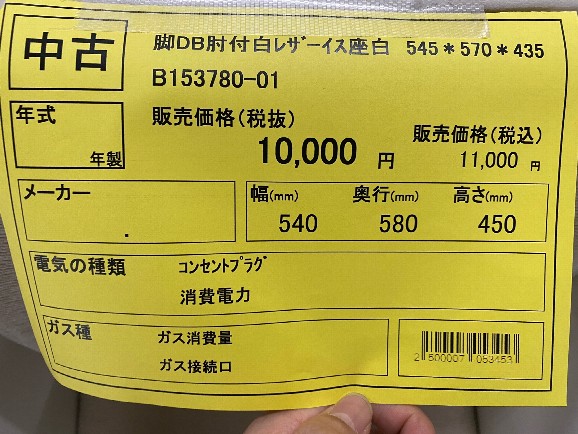 中古
脚DB肘付白ﾚｻﾞｰイス座白 545＊570＊435
B153780-01
年式
年製
販売価格(税抜)
10,000 円
販売価格(税込)
11,000 円
メーカー
.
幅(mm) 奥行(mm) 高さ(mm)
540 580 450
電気の種類 ｺﾝｾﾝﾄﾌﾟﾗｸﾞ
消費電力
ガス種 ガス消費量
ガス接続口